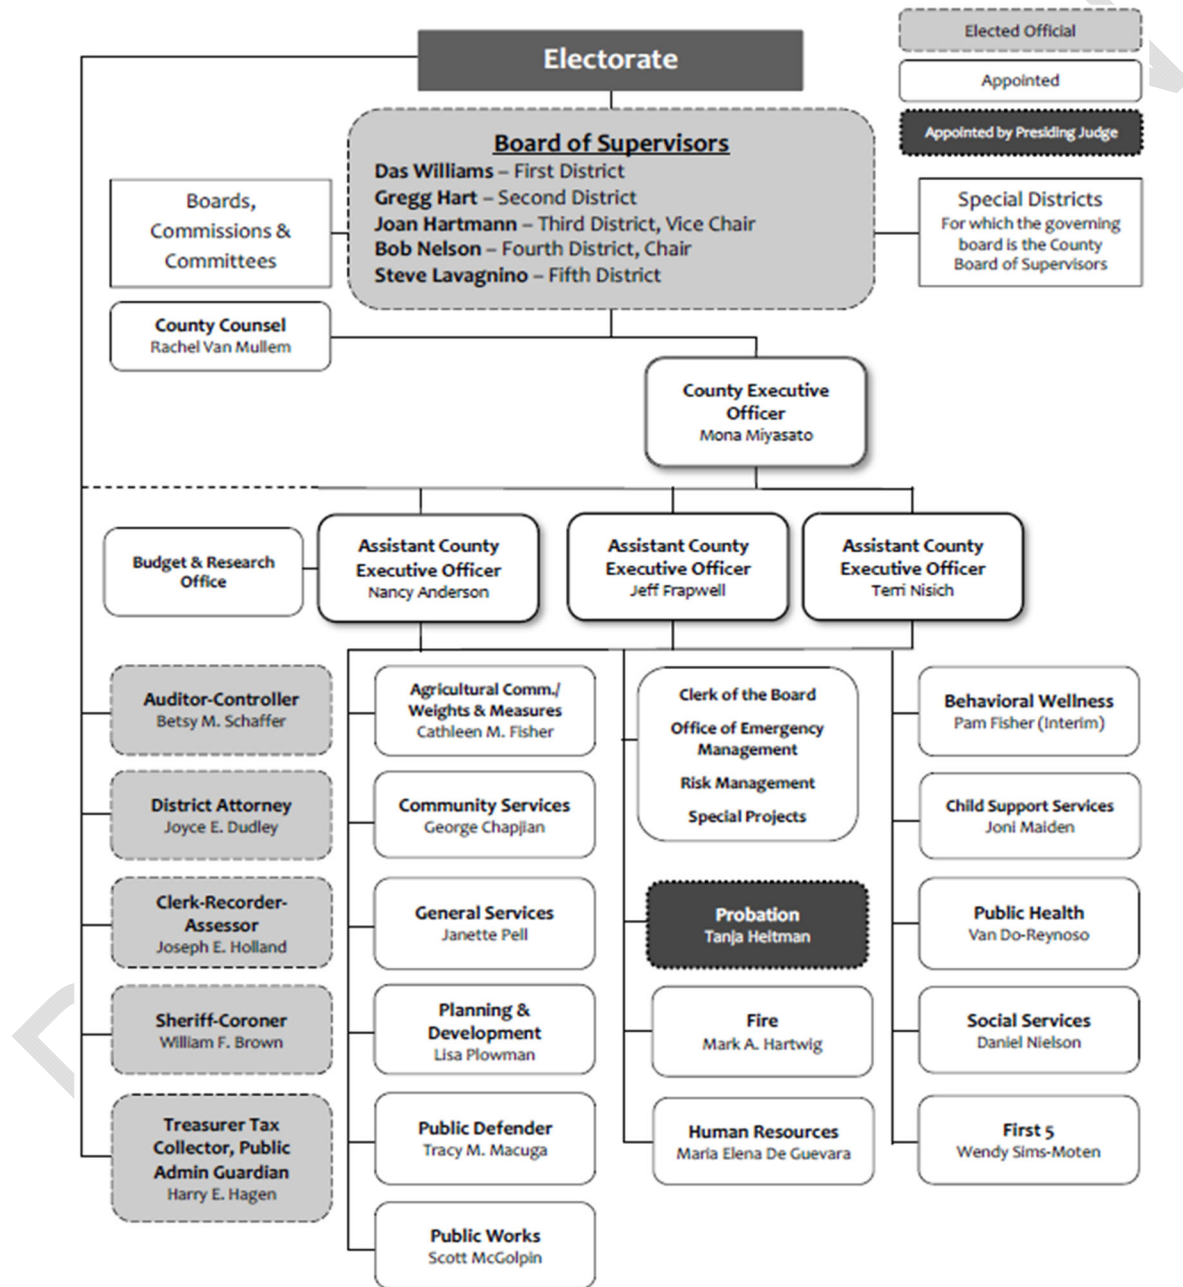 Electorate
Elected Official
Appointed
Appointed by Presiding Judge
Board of Supervisors
Das Williams – First District
Gregg Hart – Second District
Joan Hartmann – Third District, Vice Chair
Bob Nelson – Fourth District, Chair
Steve Lavagnino – Fifth District
Boards,
Commissions &
Committees
Special Districts
For which the governing
board is the County
Board of Supervisors
County Counsel
Rachel Van Mullem
County Executive
Officer
Mona Miyasato
Budget & Research
Office
Assistant County
Executive Officer
Nancy Anderson
Assistant County
Executive Officer
Jeff Frapwell
Assistant County
Executive Officer
Terri Nisich
Auditor-Controller
Betsy M. Schaffer
District Attorney
Joyce E. Dudley
Clerk-Recorder-
Assessor
Joseph E. Holland
Sheriff-Coroner
William F. Brown
Treasurer Tax
Collector, Public
Admin Guardian
Harry E. Hagen
Agricultural Comm./
Weights & Measures
Cathleen M. Fisher
Community Services
George Chapjian
General Services
Janette Pell
Planning &
Development
Lisa Plowman
Public Defender
Tracy M. Macuga
Public Works
Scott McGolpin
Clerk of the Board
Office of Emergency
Management
Risk Management
Special Projects
Probation
Tanja Heitman
Fire
Mark A. Hartwig
Human Resources
Maria Elena De Guevara
Behavioral Wellness
Pam Fisher (Interim)
Child Support Services
Joni Maiden
Public Health
Van Do-Reynoso
Social Services
Daniel Nielson
First 5
Wendy Sims-Moten